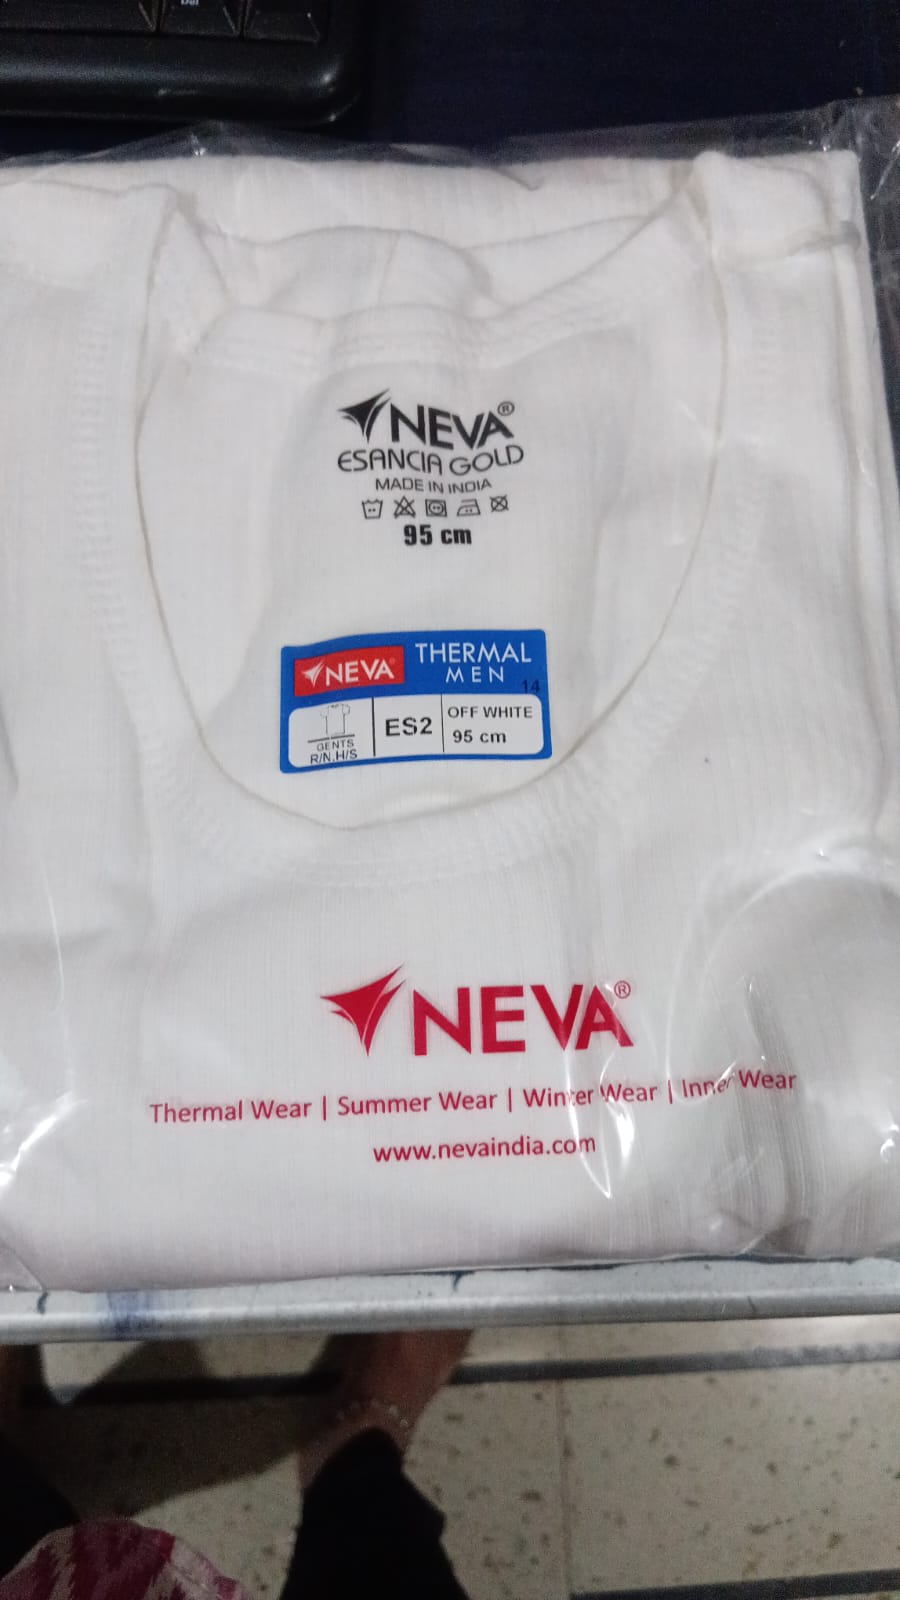 Del
NEVA®
ESANCIA GOLD
MADE IN INDIA
95 cm
NEVA THERMAL
MEN
14
GENTS
R/N,H/S
ES2
OFF WHITE
95 cm
NEVA®
Thermal Wear | Summer Wear | Winter Wear | Inner Wear
www.nevaindia.com